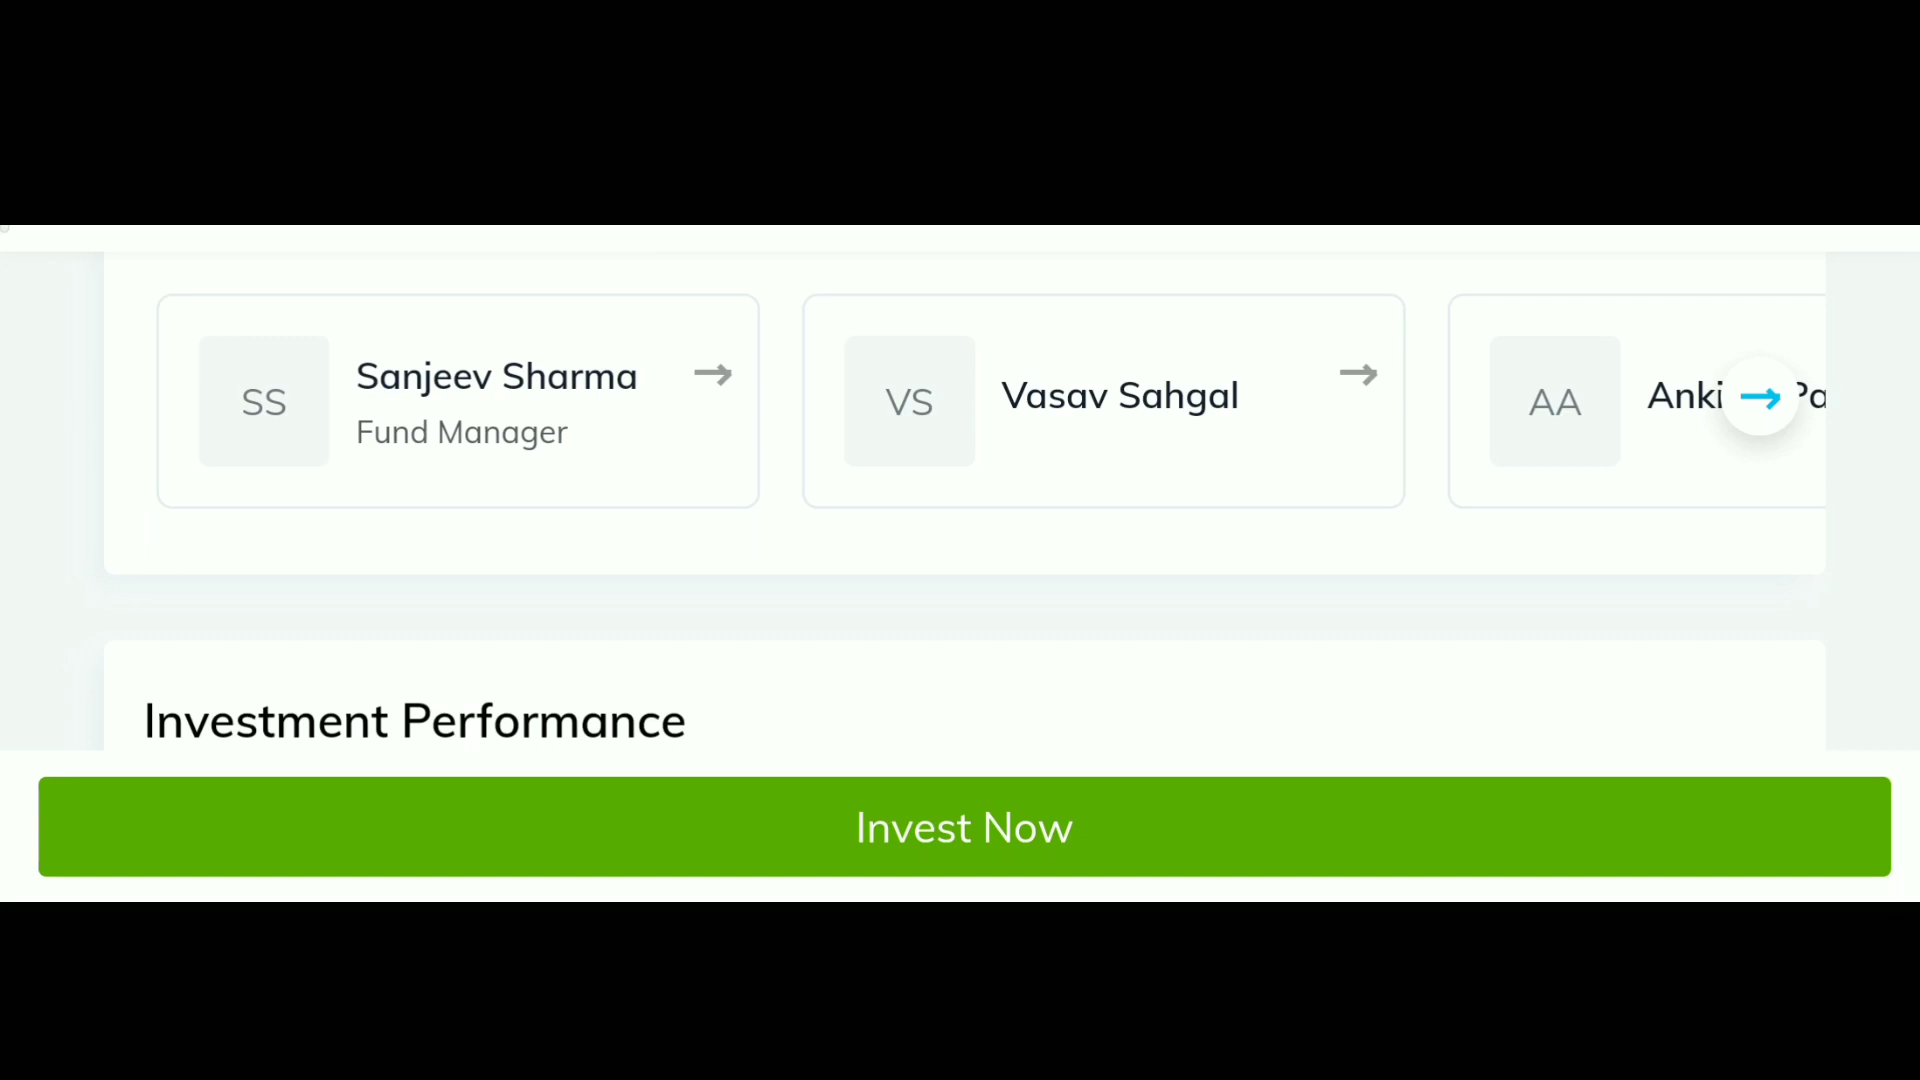 SS
Sanjeev Sharma
Fund Manager
VS
Vasav Sahgal
AA
Investment Performance
Invest Now